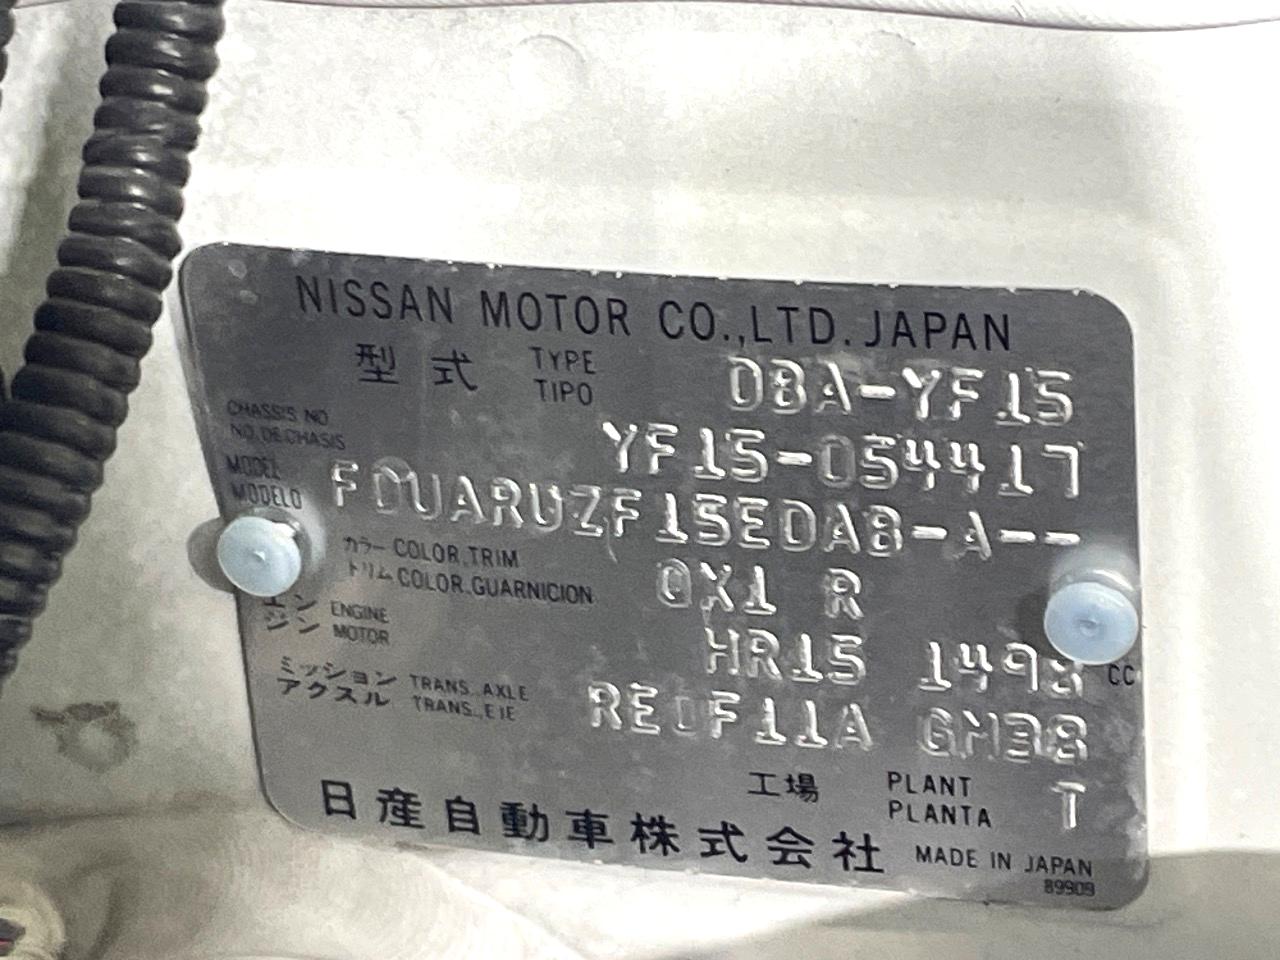 NISSAN MOTOR CO.,LTD. JAPAN
型式 TYPE TIPO DBA-YF15
CHASSIS NO NO. DE CHASIS YF15-054417
MODEL MODELO FDUARUZF15EDA8-A--
カラー トリム COLOR,TRIM COLOR.GUARNICION QX1 R
エンジン ENGINE MOTOR HR15 1498 CC
ミッション アクスル TRANS.,AXLE TRANS.,EJE RE0F11A GM38
工場 PLANT PLANTA T
日産自動車株式会社 MADE IN JAPAN
89909